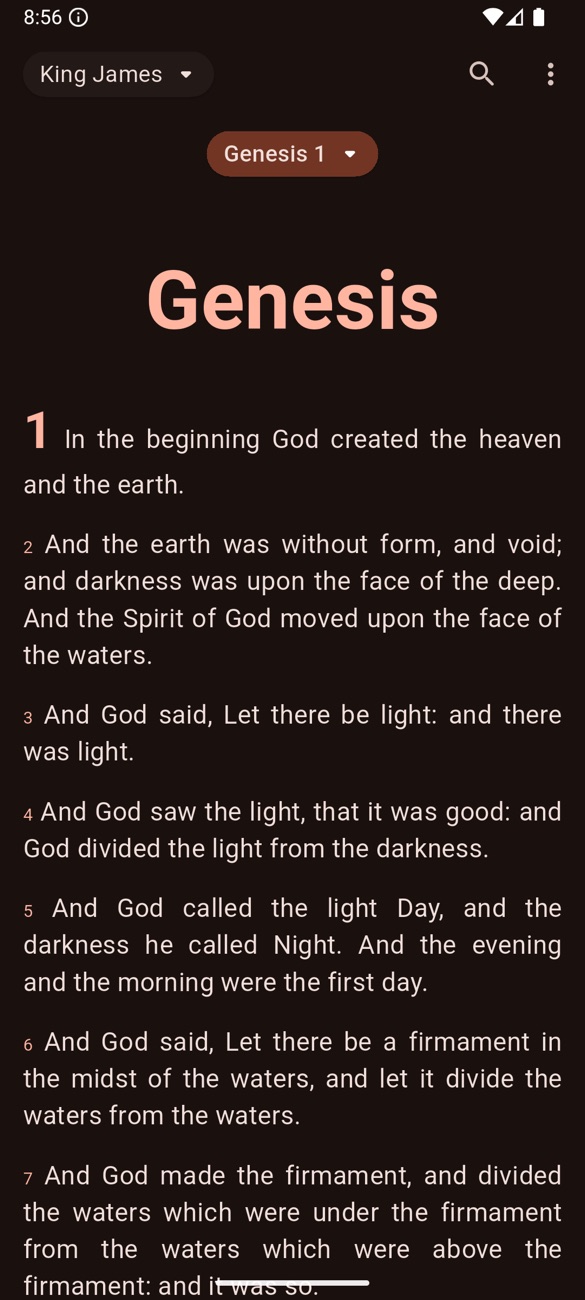 8:56
King James
Genesis 1
Genesis
1 In the beginning God created the heaven
and the earth.
2 And the earth was without form, and void;
and darkness was upon the face of the deep.
And the Spirit of God moved upon the face of
the waters.
3 And God said, Let there be light: and there
was light.
4 And God saw the light, that it was good: and
God divided the light from the darkness.
5 And God called the light Day, and the
darkness he called Night. And the evening
and the morning were the first day.
6 And God said, Let there be a firmament in
the midst of the waters, and let it divide the
waters from the waters.
7 And God made the firmament, and divided
the waters which were under the firmament
from the waters which were above the
firmament: and it was so.